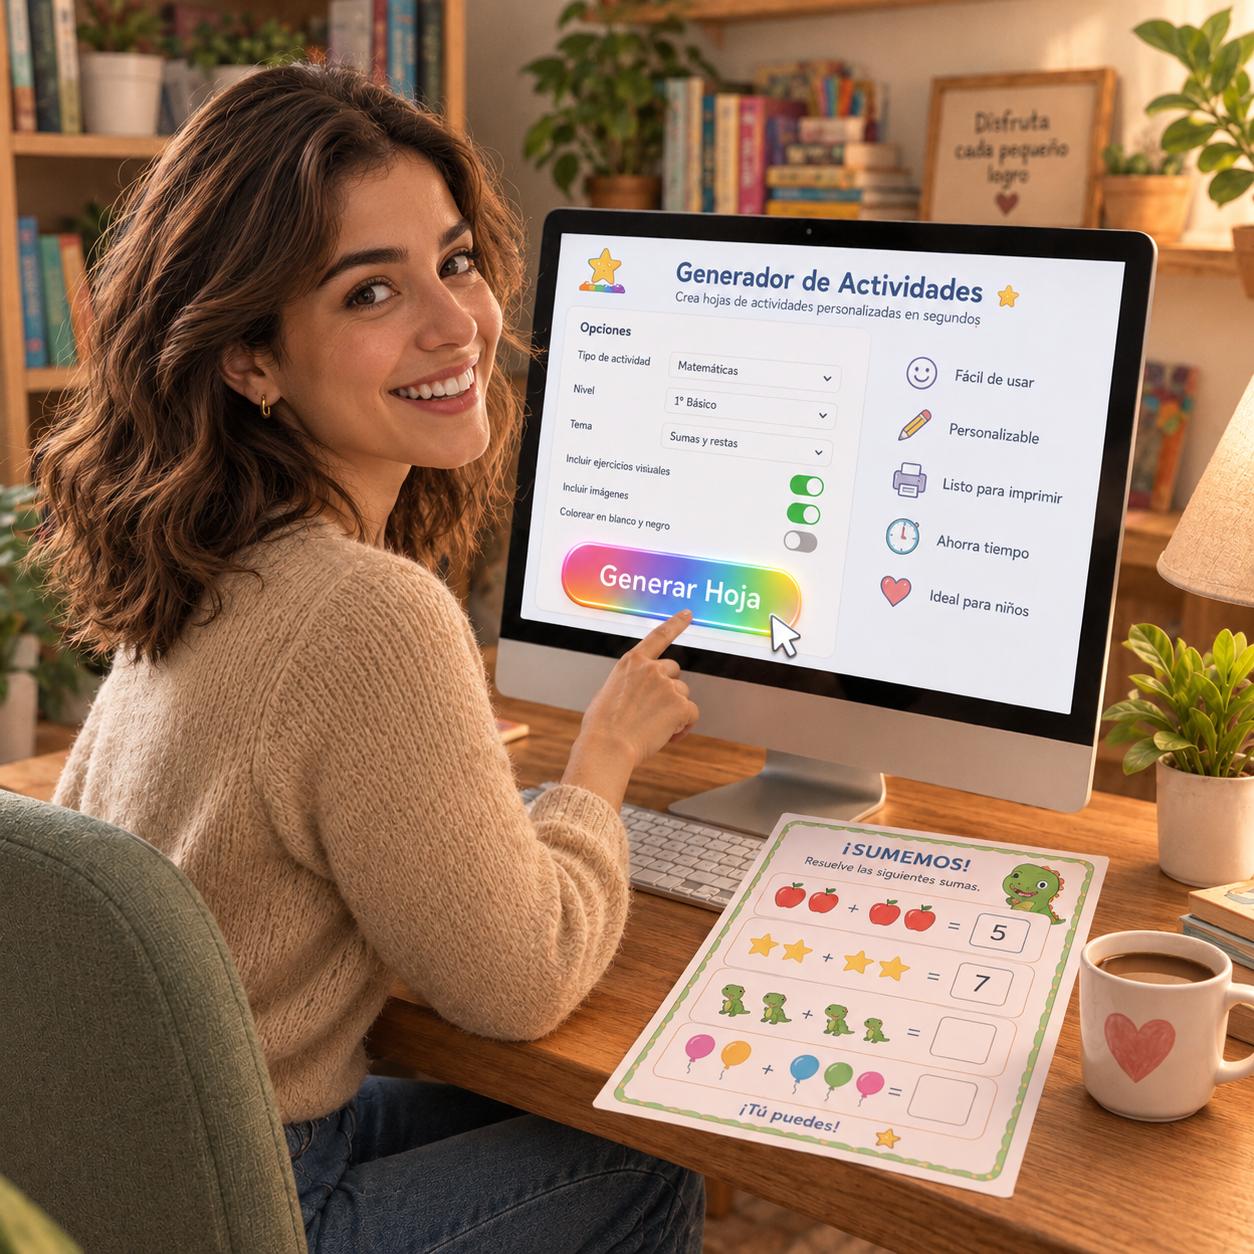 Disfruta
cada pequeño
logro
Generador de Actividades
Crea hojas de actividades personalizadas en segundos
Opciones
Tipo de actividad
Matemáticas
Nivel
1° Básico
Tema
Sumas y restas
Incluir ejercicios visuales
Incluir imágenes
Colorear en blanco y negro
Generar Hoja
Fácil de usar
Personalizable
Listo para imprimir
Ahorra tiempo
Ideal para niños
¡SUMEMOS!
Resuelve las siguientes sumas.
+ = 5
+ = 7
+ =
+ =
¡Tú puedes!